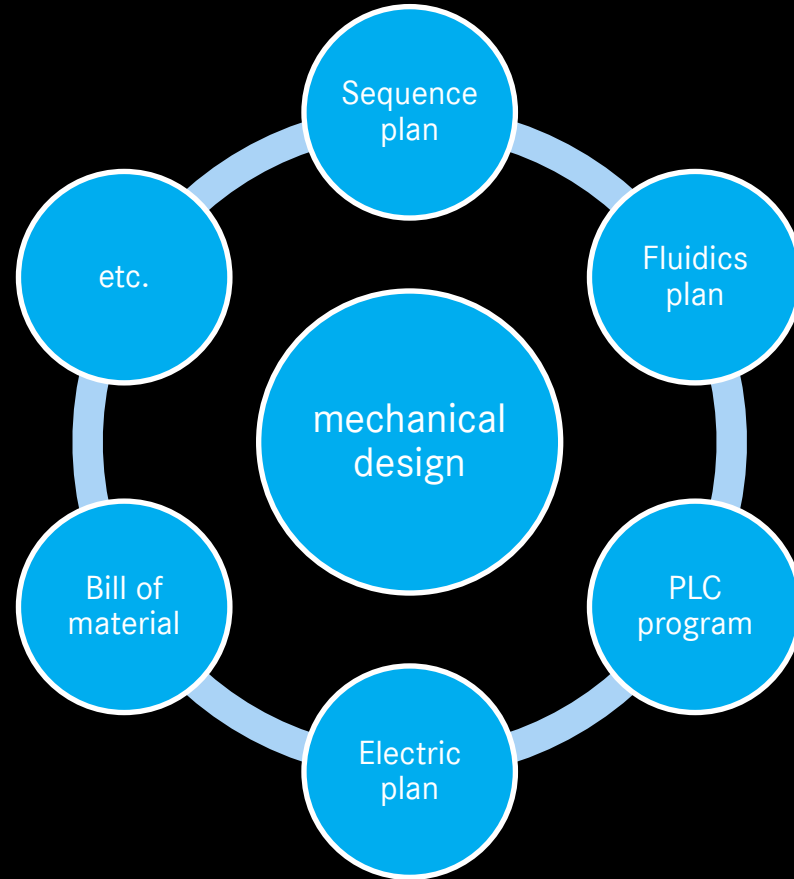 Sequence
plan
Fluidics
plan
PLC
program
Electric
plan
Bill of
material
etc.
mechanical
design